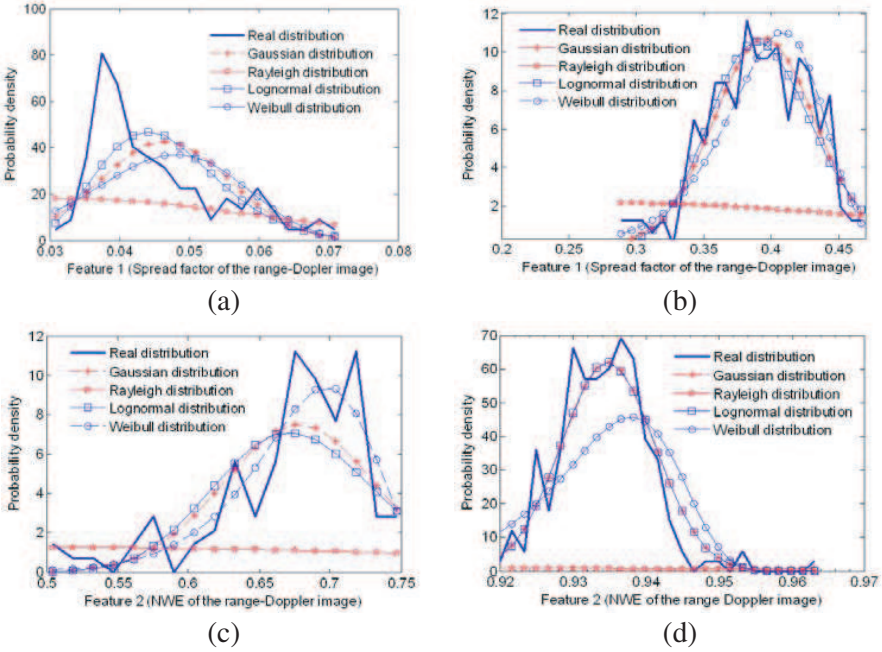 100
80
60
40
20
0
0.03
0.04
0.05
0.06
0.07
0.08
Probability density
Real distribution
Gaussian distribution
Rayleigh distribution
Lognormal distribution
Weibull distribution
Feature 1 (Spread factor of the range-Dopler image)
(a)
12
10
8
6
4
2
0.2
0.25
0.3
0.35
0.4
0.45
Probability density
Real distribution
Gaussian distribution
Rayleigh distribution
Lognormal distribution
Weibull distribution
Feature 1 (Spread factor of the range-Doppler image)
(b)
12
10
8
6
4
2
0
0.5
0.55
0.6
0.65
0.7
0.75
Probability density
Real distribution
Gaussian distribution
Rayleigh distribution
Lognormal distribution
Weibull distribution
Feature 2 (NWE of the range-Doppler image)
(c)
70
60
50
40
30
20
10
0
0.92
0.93
0.94
0.95
0.96
0.97
Probability density
Real distribution
Gaussian distribution
Rayleigh distribution
Lognormal distribution
Weibull distribution
Feature 2 (NWE of the range Doppler image)
(d)